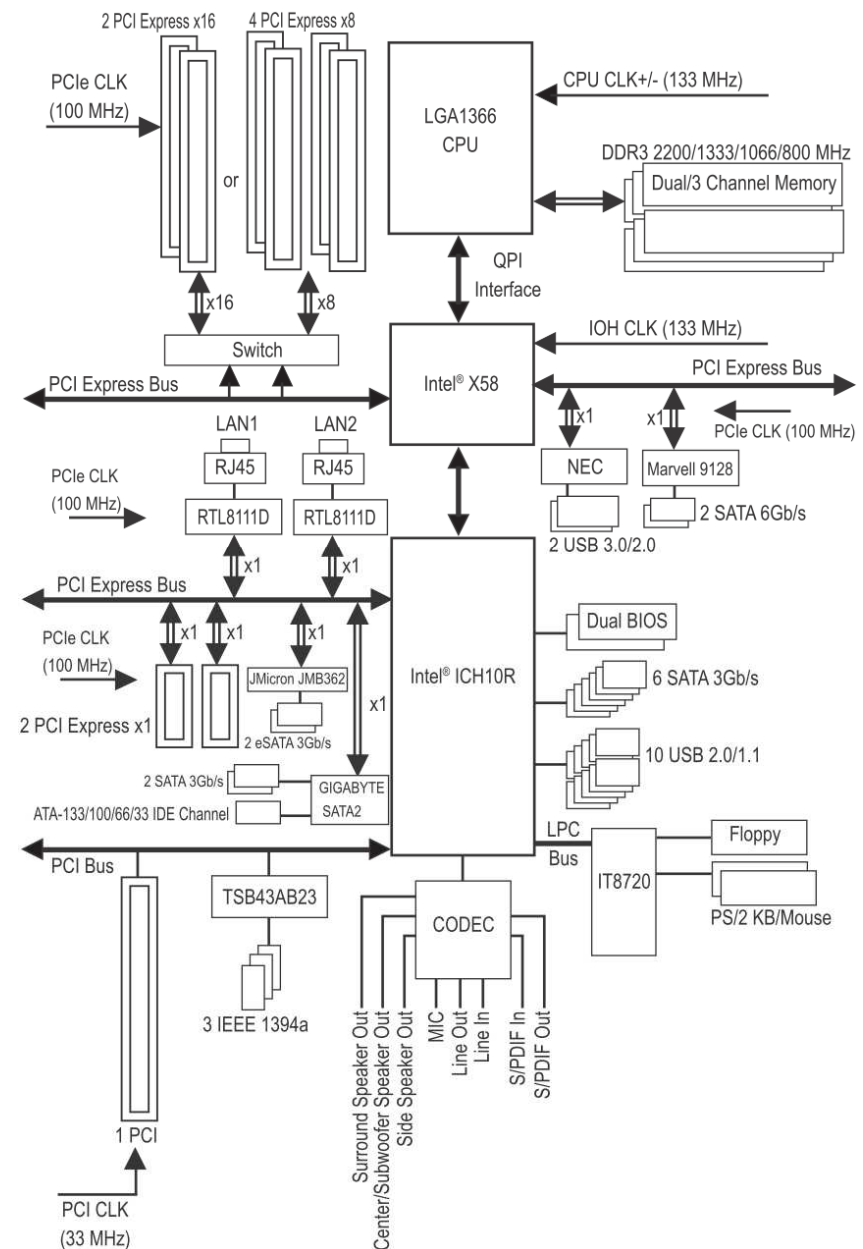 2 PCI Express x16
4 PCI Express x8
PCIe CLK
(100 MHz)
or
x16
x8
Switch
PCI Express Bus
LGA1366
CPU
CPU CLK+/- (133 MHz)
DDR3 2200/1333/1066/800 MHz
Dual/3 Channel Memory
QPI
Interface
Intel® X58
IOH CLK (133 MHz)
PCI Express Bus
x1
x1
PCIe CLK (100 MHz)
NEC
Marvell 9128
2 USB 3.0/2.0
2 SATA 6Gb/s
LAN1
LAN2
RJ45
RJ45
PCIe CLK
(100 MHz)
RTL8111D
RTL8111D
x1
x1
PCI Express Bus
x1
x1
x1
x1
PCIe CLK
(100 MHz)
2 PCI Express x1
JMicron JMB362
2 eSATA 3Gb/s
2 SATA 3Gb/s
ATA-133/100/66/33 IDE Channel
GIGABYTE
SATA2
Intel® ICH10R
Dual BIOS
6 SATA 3Gb/s
10 USB 2.0/1.1
LPC
Bus
IT8720
Floppy
PS/2 KB/Mouse
PCI Bus
TSB43AB23
3 IEEE 1394a
1 PCI
PCI CLK
(33 MHz)
CODEC
Surround Speaker Out
Center/Subwoofer Speaker Out
Side Speaker Out
MIC
Line Out
Line In
S/PDIF In
S/PDIF Out